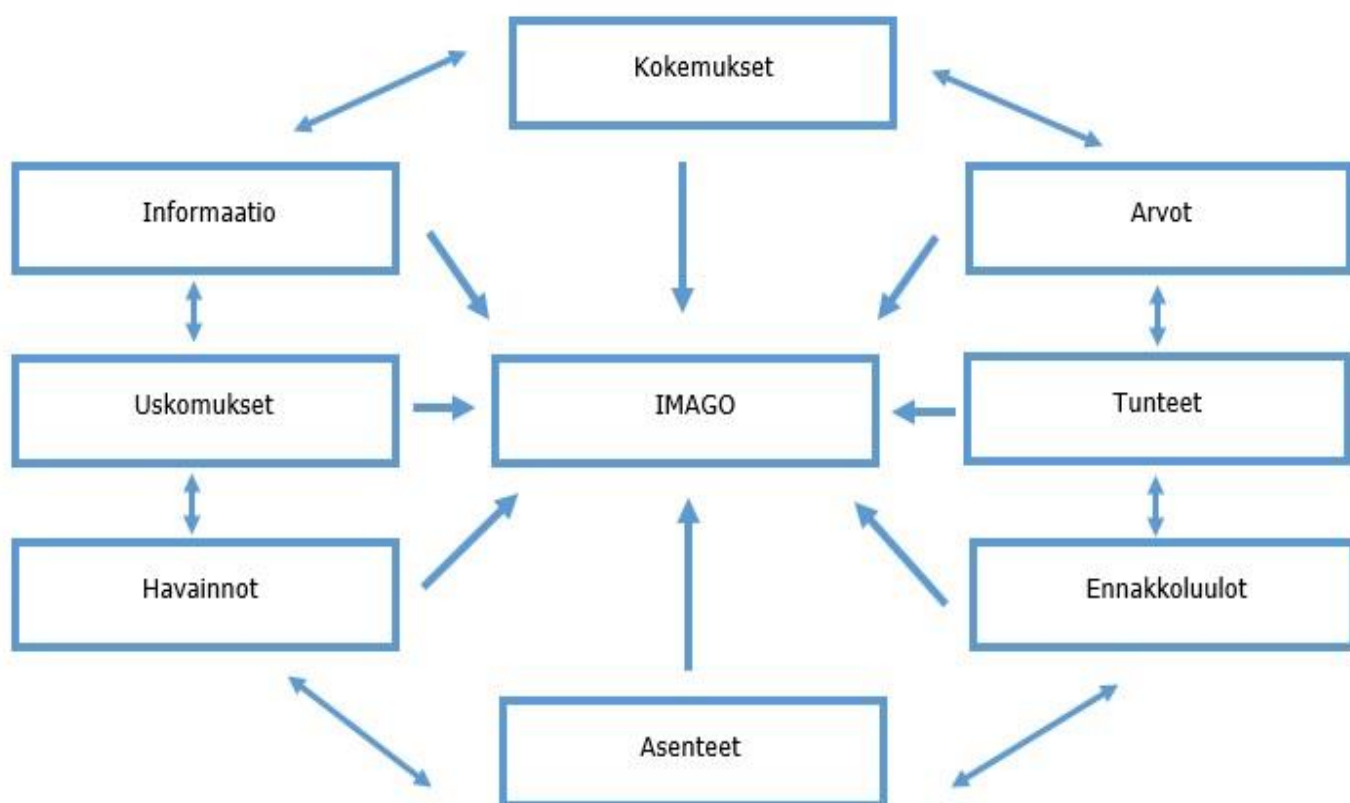 Kokemukset
Informaatio
Arvot
Uskomukset
IMAGO
Tunteet
Havainnot
Ennakkoluulot
Asenteet